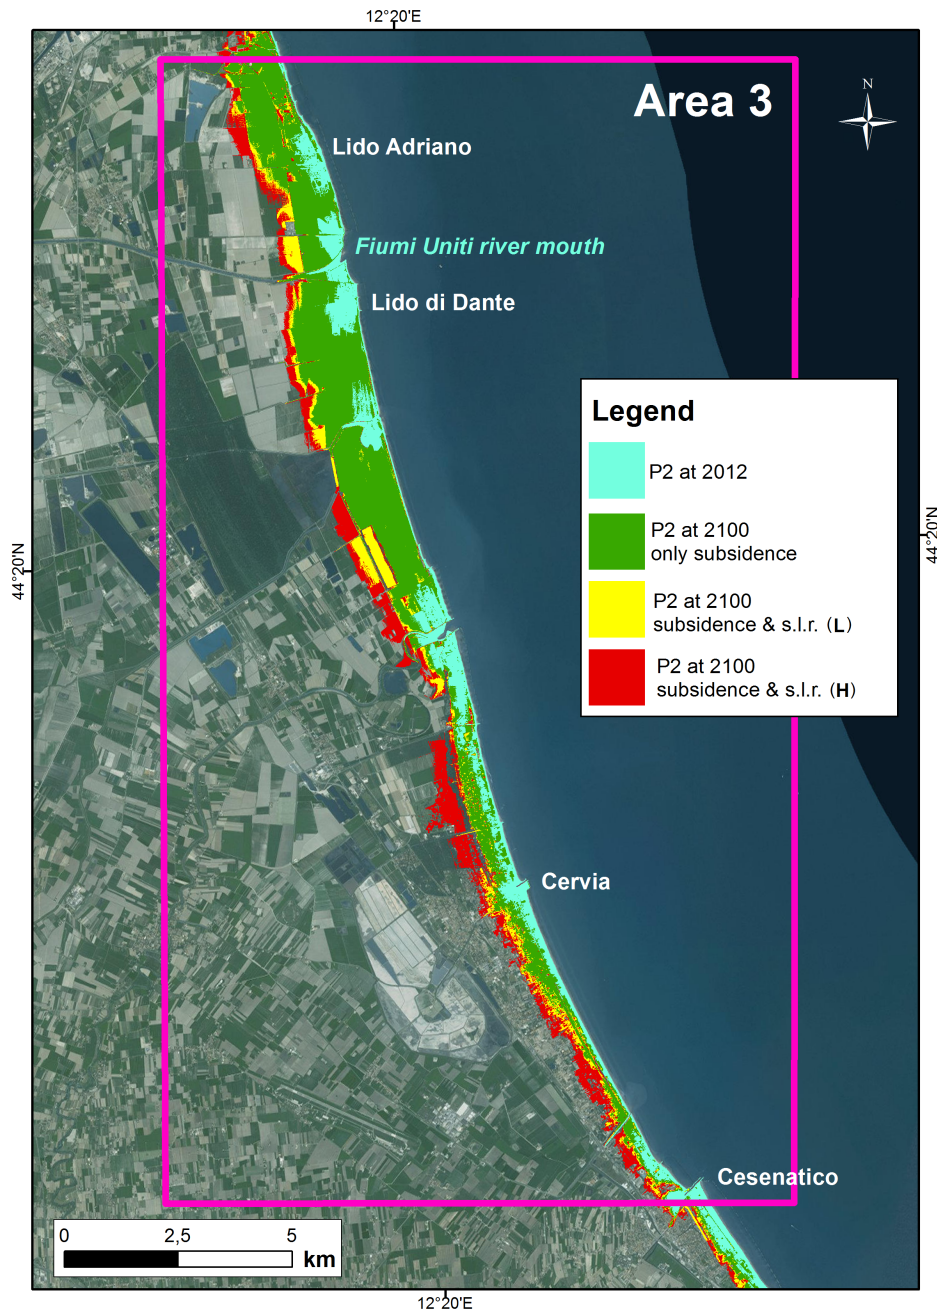 12°20'E
Area 3
N
Lido Adriano
Fiumi Uniti river mouth
Lido di Dante
Legend
P2 at 2012
P2 at 2100
only subsidence
P2 at 2100
subsidence & s.l.r. (L)
P2 at 2100
subsidence & s.l.r. (H)
44°20'N
44°20'N
Cervia
Cesenatico
0 2,5 5
km
12°20'E